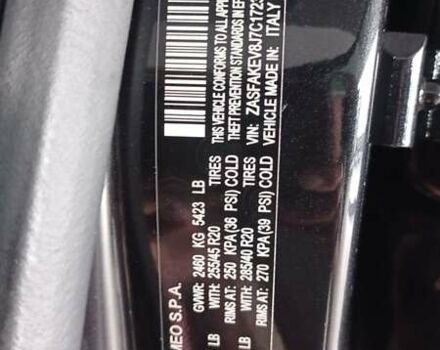 MEO S.P.A.
GVWR: 2460 KG 5423 LB
LB WITH: 255/45 R20 TIRES
RIMS AT: 250 KPA (36 PSI) COLD
LB WITH: 285/40 R20 TIRES
RIMS AT: 270 KPA (39 PSI) COLD
THIS VEHICLE CONFORMS TO ALL APP
THEFT PREVENTION STANDARDS IN EF
VIN: ZASFAKEV8J7C1723
VEHICLE MADE IN: ITALY